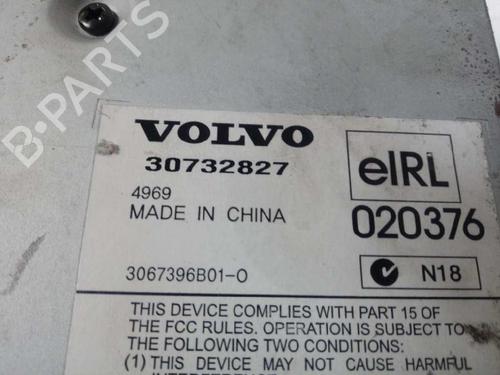 B-PARTS
VOLVO
30732827
4969
MADE IN CHINA
3067396B01-O
eIRL
020376
N18
THIS DEVICE COMPLIES WITH PART 15 OF
THE FCC RULES. OPERATION IS SUBJECT TO
THE FOLLOWING TWO CONDITIONS:
(1) THIS DEVICE MAY NOT CAUSE HARMFUL